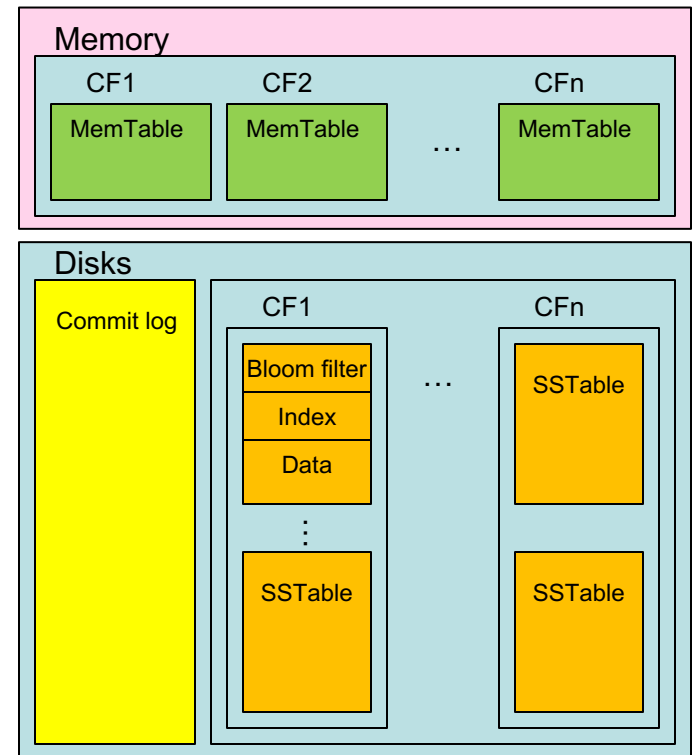 Memory
CF1 CF2 CFn
MemTable MemTable … MemTable
Disks
Commit log
CF1 CFn
Bloom filter
Index
Data
…
SSTable
⋮
SSTable
SSTable